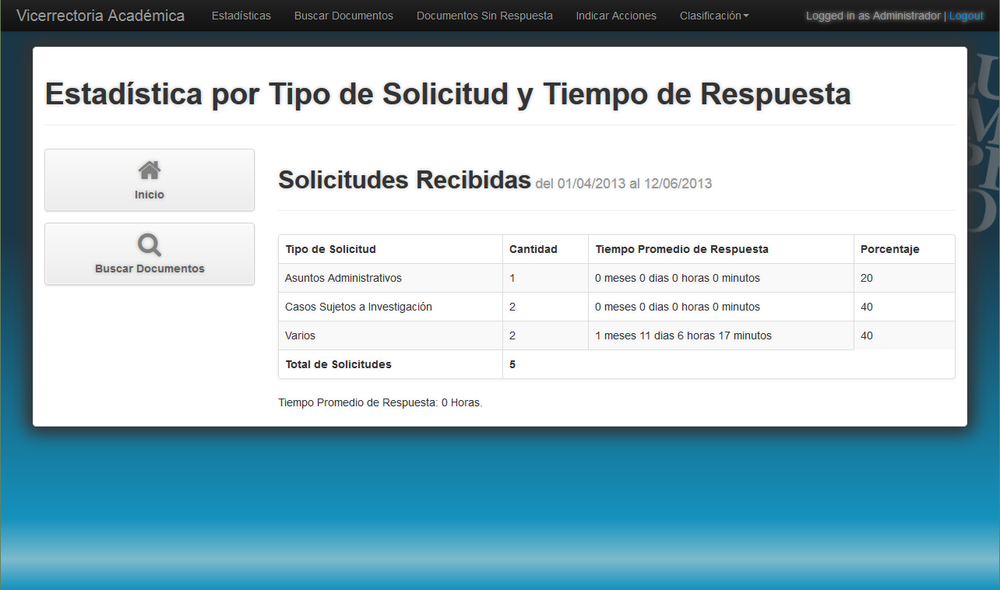 Vicerrectoria Académica Estadísticas Buscar Documentos Documentos Sin Respuesta Indicar Acciones Clasificación Logged in as Administrador | Logout
Estadística por Tipo de Solicitud y Tiempo de Respuesta
Inicio
Buscar Documentos
Solicitudes Recibidas del 01/04/2013 al 12/06/2013
Tipo de Solicitud Cantidad Tiempo Promedio de Respuesta Porcentaje
Asuntos Administrativos 1 0 meses 0 dias 0 horas 0 minutos 20
Casos Sujetos a Investigación 2 0 meses 0 dias 0 horas 0 minutos 40
Varios 2 1 meses 11 dias 6 horas 17 minutos 40
Total de Solicitudes 5
Tiempo Promedio de Respuesta: 0 Horas.